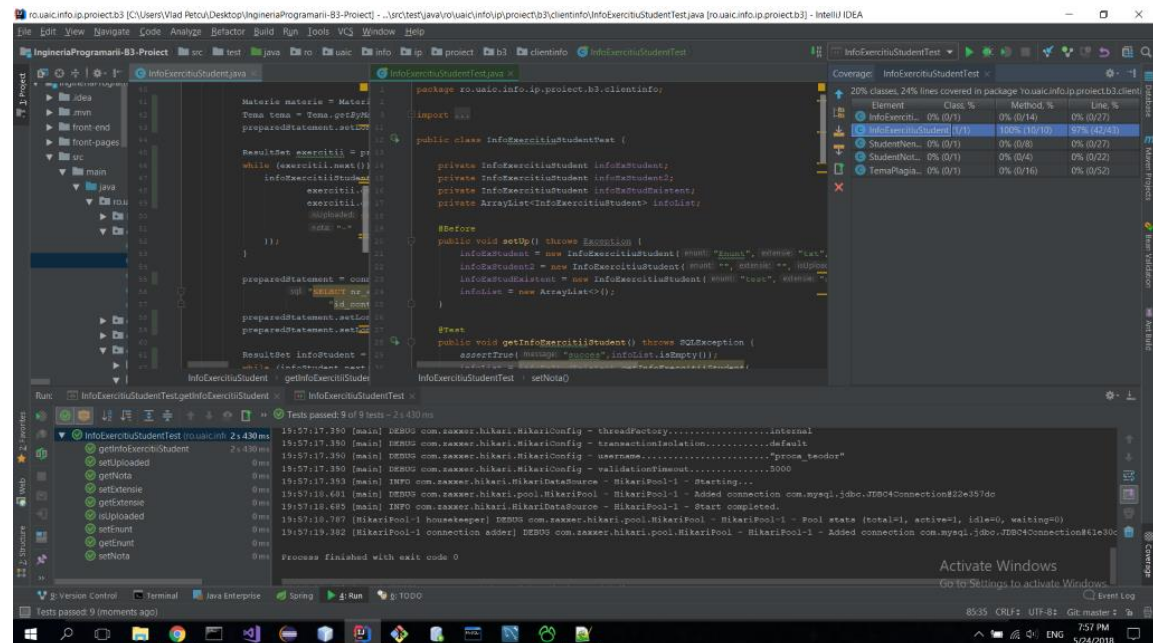 ro.uaic.info.ip.proiect.b3 [C:\Users\Vlad Petcu\Desktop\IngineriaProgramarii-B3-Proiect] - ...\src\test\java\ro\uaic\info\ip\proiect\b3\clientinfo\InfoExercitiuStudentTest.java [ro.uaic.info.ip.proiect.b3] - IntelliJ IDEA
File Edit View Navigate Code Analyze Refactor Build Run Tools VCS Window Help
IngineriaProgramarii-B3-Proiect src test java ro uaic info ip proiect b3 clientinfo InfoExercitiuStudentTest
InfoExercitiuStudentTest
InfoExercitiuStudent.java
InfoExercitiuStudentTest.java
Coverage: InfoExercitiuStudentTest
1: Project
.idea
.mvn
front-end
front-pages
src
main
java
Materie materie = Materi
Tema tema = Tema.getByN
preparedStatement.setLo
ResultSet exercitii = pr
while (exercitii.next())
infoExercitiiStude
exercitii.
exercitii.
isUploaded:
nota: "-"
));
}
preparedStatement = conn
sql: "SELECT nr_
"id_cont
preparedStatement.setLon
preparedStatement.setLon
ResultSet infoStudent =
while (infoStudent.next
InfoExercitiuStudent getInfoExercitiiStuder
package ro.uaic.info.ip.proiect.b3.clientinfo;
import ...
public class InfoExercitiuStudentTest {
private InfoExercitiuStudent infoExStudent;
private InfoExercitiuStudent infoExStudent2;
private InfoExercitiuStudent infoExStudExistent;
private ArrayList<InfoExercitiuStudent> infoList;
@Before
public void setUp() throws Exception {
infoExStudent = new InfoExercitiuStudent( enunt: "Enunt", extensie: "txt",
infoExStudent2 = new InfoExercitiuStudent( enunt: "", extensie: "", isUploa
infoExStudExistent = new InfoExercitiuStudent( enunt: "test", extensie:
infoList = new ArrayList<>();
}
@Test
public void getInfoExercitiiStudent() throws SQLException {
assertTrue( message: "succes",infoList.isEmpty());
InfoExercitiuStudentTest setNota()
20% classes, 24% lines covered in package 'ro.uaic.info.ip.proiect.b3.client
Element Class, % Method, % Line, %
InfoExerciti... 0% (0/1) 0% (0/14) 0% (0/27)
InfoExercitiuStudent (1/1) 100% (10/10) 97% (42/43)
StudentNen... 0% (0/1) 0% (0/8) 0% (0/27)
StudentNot... 0% (0/1) 0% (0/4) 0% (0/22)
TemaPlagia... 0% (0/1) 0% (0/16) 0% (0/52)
Database
Maven Projects
Bean Validation
Ant Build
Run: InfoExercitiuStudentTest.getInfoExercitiiStudent InfoExercitiuStudentTest
Tests passed: 9 of 9 tests – 2 s 430 ms
InfoExercitiuStudentTest (ro.uaic.inf 2 s 430 ms
getInfoExercitiiStudent 2 s 430 ms
setUploaded 0 ms
getNota 0 ms
setExtensie 0 ms
getExtensie 0 ms
isUploaded 0 ms
setEnunt 0 ms
getEnunt 0 ms
setNota 0 ms
19:57:17.390 [main] DEBUG com.zaxxer.hikari.HikariConfig - threadFactory..................internal
19:57:17.390 [main] DEBUG com.zaxxer.hikari.HikariConfig - transactionIsolation............default
19:57:17.390 [main] DEBUG com.zaxxer.hikari.HikariConfig - username........................"proca_teodor"
19:57:17.390 [main] DEBUG com.zaxxer.hikari.HikariConfig - validationTimeout...............5000
19:57:17.393 [main] INFO com.zaxxer.hikari.HikariDataSource - HikariPool-1 - Starting...
19:57:18.681 [main] DEBUG com.zaxxer.hikari.pool.HikariPool - HikariPool-1 - Added connection com.mysql.jdbc.JDBC4Connection@22e357dc
19:57:18.685 [main] INFO com.zaxxer.hikari.HikariDataSource - HikariPool-1 - Start completed.
19:57:18.787 [HikariPool-1 housekeeper] DEBUG com.zaxxer.hikari.pool.HikariPool - HikariPool-1 - Pool stats (total=1, active=1, idle=0, waiting=0)
19:57:19.382 [HikariPool-1 connection adder] DEBUG com.zaxxer.hikari.pool.HikariPool - HikariPool-1 - Added connection com.mysql.jdbc.JDBC4Connection@61e30c
Process finished with exit code 0
2: Favorites
Web
7: Structure
Coverage
Activate Windows
Go to Settings to activate Windows.
9: Version Control Terminal Java Enterprise Spring 4: Run 6: TODO
Event Log
Tests passed: 9 (moments ago)
85:35 CRLF UTF-8 Git: master
ENG
7:57 PM
5/24/2018